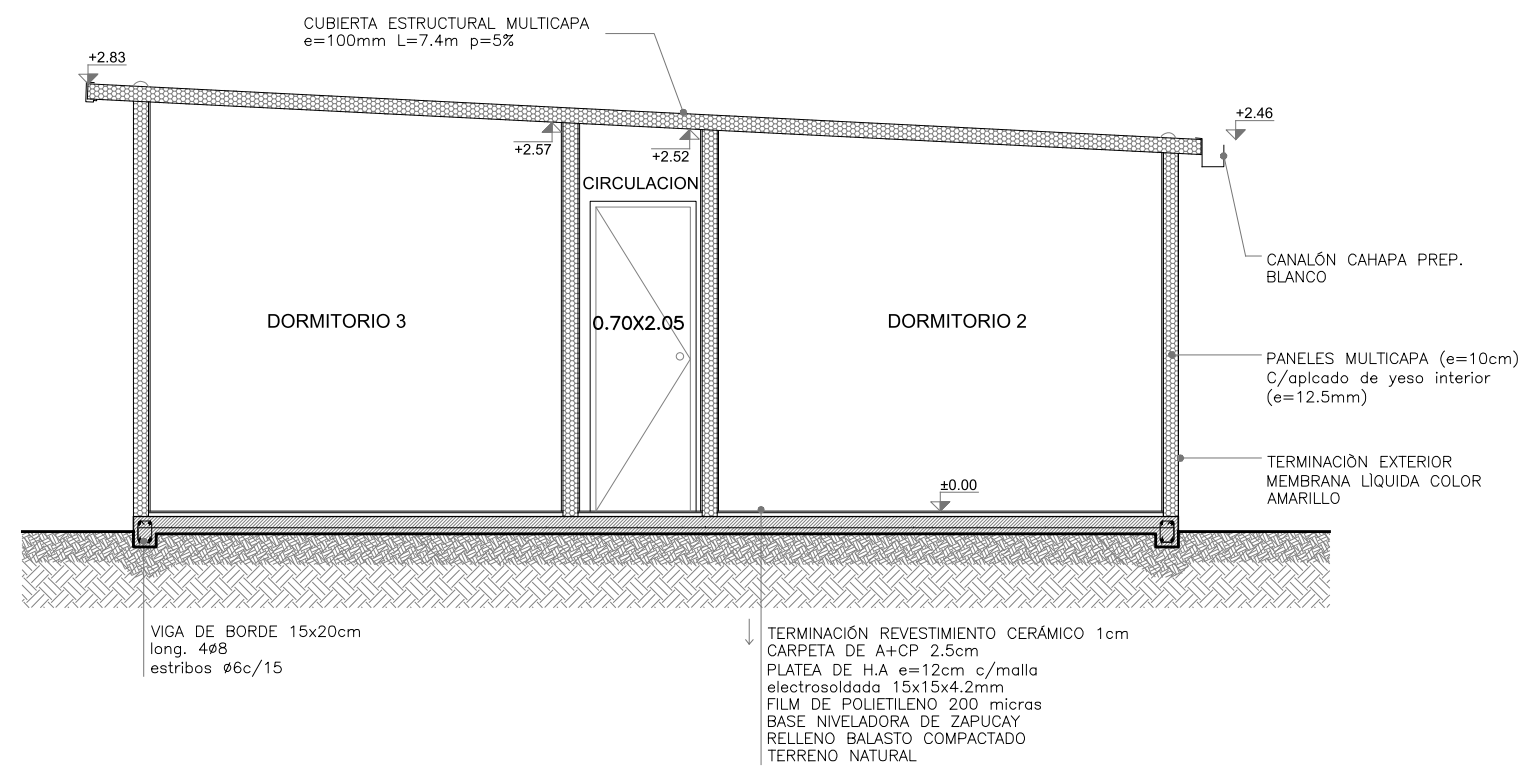 CUBIERTA ESTRUCTURAL MULTICAPA
e=100mm L=7.4m p=5%
+2.83
+2.46
+2.57
+2.52
CIRCULACION
CANALÓN CAHAPA PREP.
BLANCO
DORMITORIO 3
0.70X2.05
DORMITORIO 2
PANELES MULTICAPA (e=10cm)
C/aplcado de yeso interior
(e=12.5mm)
TERMINACIÒN EXTERIOR
MEMBRANA LÌQUIDA COLOR
AMARILLO
±0.00
VIGA DE BORDE 15x20cm
long. 4ø8
estribos ø6c/15
TERMINACIÓN REVESTIMIENTO CERÁMICO 1cm
CARPETA DE A+CP 2.5cm
PLATEA DE H.A e=12cm c/malla
electrosoldada 15x15x4.2mm
FILM DE POLIETILENO 200 micras
BASE NIVELADORA DE ZAPUCAY
RELLENO BALASTO COMPACTADO
TERRENO NATURAL